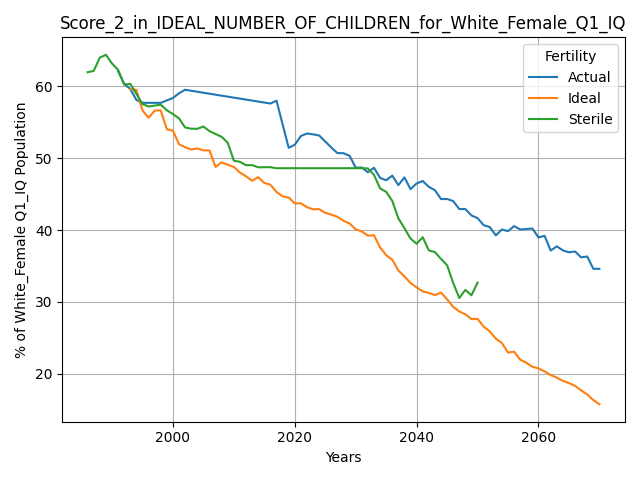 Score_2_in_IDEAL_NUMBER_OF_CHILDREN_for_White_Female_Q1_IQ
Fertility
Actual
Ideal
Sterile
% of White_Female Q1_IQ Population
60
50
40
30
20
2000
2020
2040
2060
Years